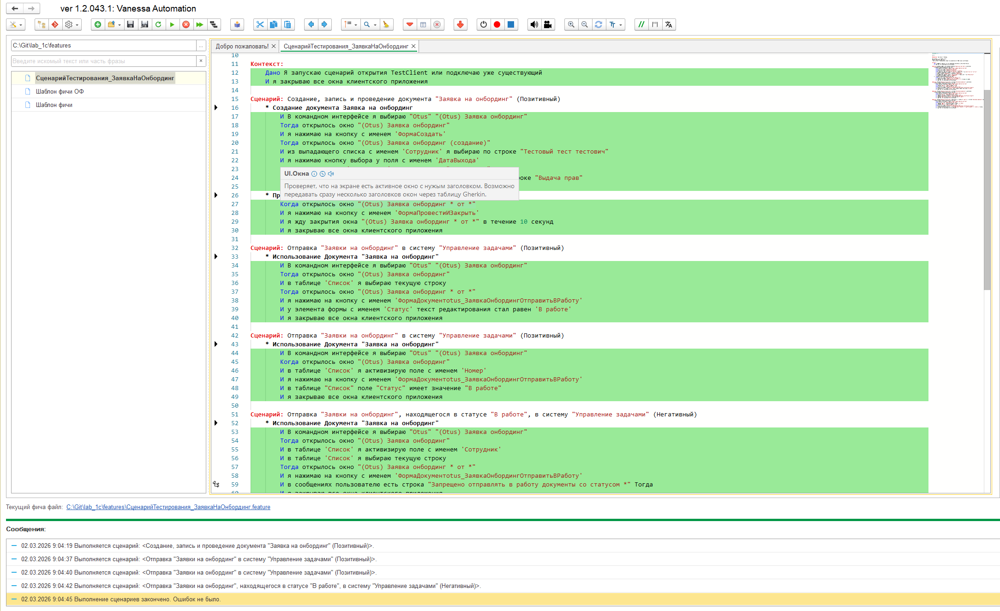 ver 1.2.043.1: Vanessa Automation
C:\Git\lab_1c\features
...
Введите искомый текст или часть фразы
×
СценарийТестирования_ЗаявкаНаОнбординг
Шаблон фичи ОФ
Шаблон фичи
Добро пожаловать! ×
СценарийТестирования_ЗаявкаНаОнбординг ×
10
11 Контекст:
12 Дано Я запускаю сценарий открытия TestClient или подключаю уже существующий
13 И я закрываю все окна клиентского приложения
14
15 Сценарий: Создание, запись и проведение документа "Заявка на онбординг" (Позитивный)
16 * Создание документа Заявка на онбординг
17 И В командном интерфейсе я выбираю "Otus" "(Otus) Заявка онбординг"
18 Тогда открылось окно "(Otus) Заявка онбординг"
19 И я нажимаю на кнопку с именем 'ФормаСоздать'
20 Тогда открылось окно "(Otus) Заявка онбординг (создание)"
21 И из выпадающего списка с именем 'Сотрудник' я выбираю по строке "Тестовый тест тестович"
22 И я нажимаю кнопку выбора у поля с именем 'ДатаВыхода'
23
UI.Окна
24 оке "Выдача прав"
Проверяет, что на экране есть активное окно с нужым заголовком. Возможно
25
передавать сразу несколько заголовков окон через таблицу Gherkin.
26 * Пр
27 Когда открылось окно "(Otus) Заявка онбординг * от *"
28 И я нажимаю на кнопку с именем 'ФормаПровестиИЗакрыть'
29 И я жду закрытия окна "(Otus) Заявка онбординг * от *" в течение 10 секунд
30 И я закрываю все окна клиентского приложения
31
32 Сценарий: Отправка "Заявки на онбординг" в систему "Управление задачами" (Позитивный)
33 * Использование Документа "Заявка на онбординг"
34 И В командном интерфейсе я выбираю "Otus" "(Otus) Заявка онбординг"
35 Тогда открылось окно "(Otus) Заявка онбординг"
36 И в таблице 'Список' я выбираю текущую строку
37 Тогда открылось окно "(Otus) Заявка онбординг * от *"
38 И я нажимаю на кнопку с именем 'ФормаДокументotus_ЗаявкаОнбордингОтправитьВРаботу'
39 И у элемента формы с именем 'Статус' текст редактирования стал равен 'В работе'
40 И я закрываю все окна клиентского приложения
41
42 Сценарий: Отправка "Заявки на онбординг" в систему "Управление задачами" (Позитивный)
43 * Использование Документа "Заявка на онбординг"
44 И В командном интерфейсе я выбираю "Otus" "(Otus) Заявка онбординг"
45 Когда открылось окно "(Otus) Заявка онбординг"
46 И в таблице 'Список' я активизирую поле с именем 'Номер'
47 И я нажимаю на кнопку с именем 'ФормаДокументotus_ЗаявкаОнбордингОтправитьВРаботу'
48 И в таблице "Список" поле "Статус" имеет значение "В работе"
49 И я закрываю все окна клиентского приложения
50
51 Сценарий: Отправка "Заявки на онбординг", находящегося в статусе "В работе", в систему "Управление задачами" (Негативный)
52 * Использование Документа "Заявка на онбординг"
53 И В командном интерфейсе я выбираю "Otus" "(Otus) Заявка онбординг"
54 Тогда открылось окно "(Otus) Заявка онбординг"
55 И в таблице 'Список' я активизирую поле с именем 'Сотрудник'
56 И в таблице 'Список' я выбираю текущую строку
57 Тогда открылось окно "(Otus) Заявка онбординг * от *"
58 И я нажимаю на кнопку с именем 'ФормаДокументotus_ЗаявкаОнбордингОтправитьВРаботу'
59 И в сообщениях пользователю есть строка "Запрещено отправлять в работу документы со статусом *" Тогда
60 И я закрываю все окна клиентского приложения
Текущий фича файл: C:\Git\lab_1c\features\СценарийТестирования_ЗаявкаНаОнбординг.feature
Сообщения:
02.03.2026 9:04:19 Выполняется сценарий: <Создание, запись и проведение документа "Заявка на онбординг" (Позитивный)>.
02.03.2026 9:04:37 Выполняется сценарий: <Отправка "Заявки на онбординг" в систему "Управление задачами" (Позитивный)>.
02.03.2026 9:04:40 Выполняется сценарий: <Отправка "Заявки на онбординг" в систему "Управление задачами" (Позитивный)>.
02.03.2026 9:04:42 Выполняется сценарий: <Отправка "Заявки на онбординг", находящегося в статусе "В работе", в систему "Управление задачами" (Негативный)>.
02.03.2026 9:04:45 Выполнение сценариев закончено. Ошибок не было.